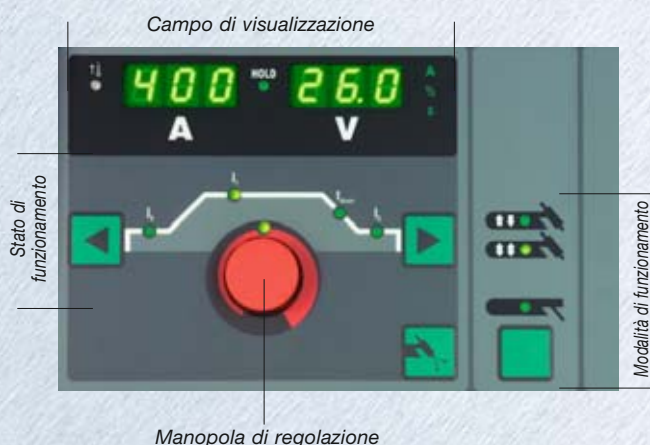 Campo di visualizzazione
HOLD
400
26.0
A
%
s
A
V
Stato di
funzionamento
Modalità di funzionamento
Manopola di regolazione